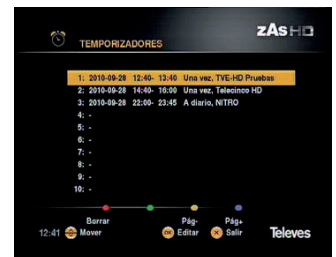 zAs HD
TEMPORIZADORES
1: 2010-09-28 12:40- 13:40 Una vez, TVE-HD Pruebas
2: 2010-09-28 14:40- 16:00 Una vez, Telecinco HD
3: 2010-09-28 22:00- 23:45 A diario, NITRO
4: -
5: -
6: -
7: -
8: -
9: -
10: -
Borrar Pág- Pág+
12:41 Mover OK Editar Salir Televes